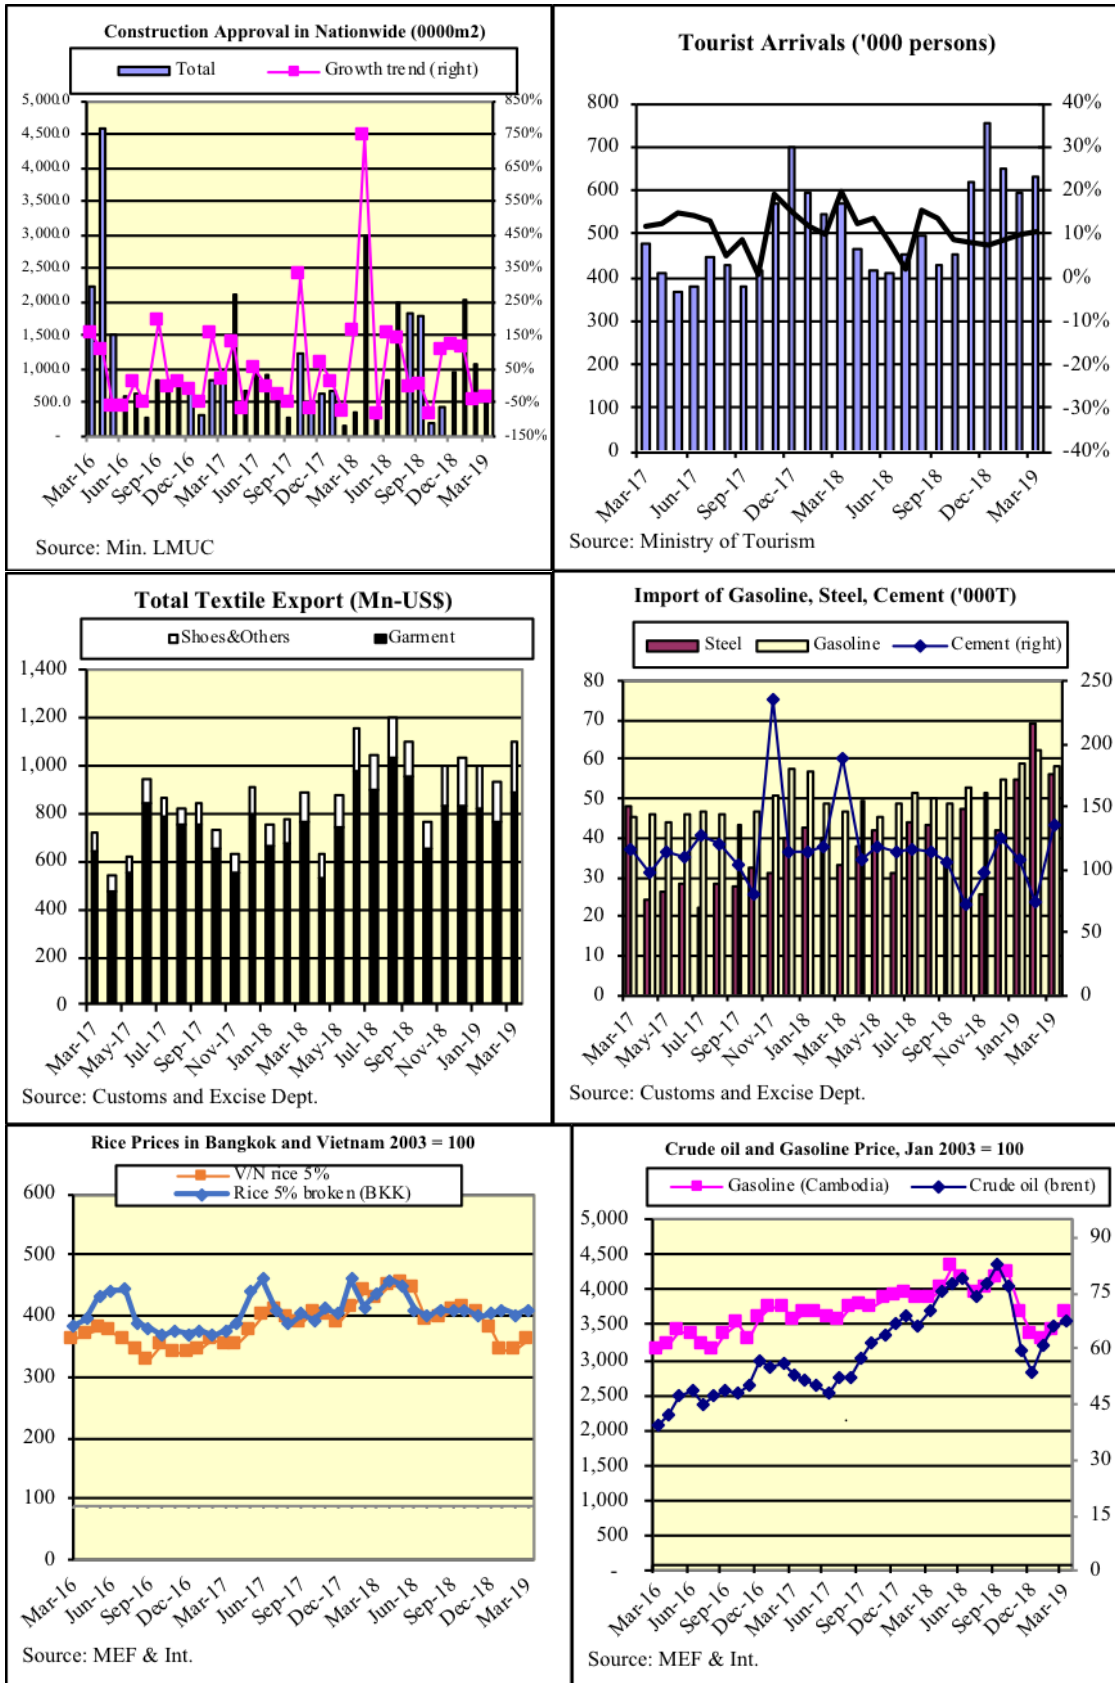 Construction Approval in Nationwide (0000m2)
Total
Growth trend (right)
5,000.0
4,500.0
4,000.0
3,500.0
3,000.0
2,500.0
2,000.0
1,500.0
1,000.0
500.0
-
850%
750%
650%
550%
450%
350%
250%
150%
50%
-50%
-150%
Mar-16
Jun-16
Sep-16
Dec-16
Mar-17
Jun-17
Sep-17
Dec-17
Mar-18
Jun-18
Sep-18
Dec-18
Mar-19
Source: Min. LMUC
Tourist Arrivals ('000 persons)
800
700
600
500
400
300
200
100
0
40%
30%
20%
10%
0%
-10%
-20%
-30%
-40%
Mar-17
Jun-17
Sep-17
Dec-17
Mar-18
Jun-18
Sep-18
Dec-18
Mar-19
Source: Ministry of Tourism
Total Textile Export (Mn-US$)
Shoes&Others
Garment
1,400
1,200
1,000
800
600
400
200
0
Mar-17
May-17
Jul-17
Sep-17
Nov-17
Jan-18
Mar-18
May-18
Jul-18
Sep-18
Nov-18
Jan-19
Mar-19
Source: Customs and Excise Dept.
Import of Gasoline, Steel, Cement ('000T)
Steel
Gasoline
Cement (right)
80
70
60
50
40
30
20
10
0
250
200
150
100
50
0
Mar-17
May-17
Jul-17
Sep-17
Nov-17
Jan-18
Mar-18
May-18
Jul-18
Sep-18
Nov-18
Jan-19
Mar-19
Source: Customs and Excise Dept.
Rice Prices in Bangkok and Vietnam 2003 = 100
V/N rice 5%
Rice 5% broken (BKK)
600
500
400
300
200
100
0
Mar-16
Jun-16
Sep-16
Dec-16
Mar-17
Jun-17
Sep-17
Dec-17
Mar-18
Jun-18
Sep-18
Dec-18
Mar-19
Source: MEF & Int.
Crude oil and Gasoline Price, Jan 2003 = 100
Gasoline (Cambodia)
Crude oil (brent)
5,000
4,500
4,000
3,500
3,000
2,500
2,000
1,500
1,000
500
-
90
75
60
45
30
15
0
Mar-16
Jun-16
Sep-16
Dec-16
Mar-17
Jun-17
Sep-17
Dec-17
Mar-18
Jun-18
Sep-18
Dec-18
Mar-19
Source: MEF & Int.